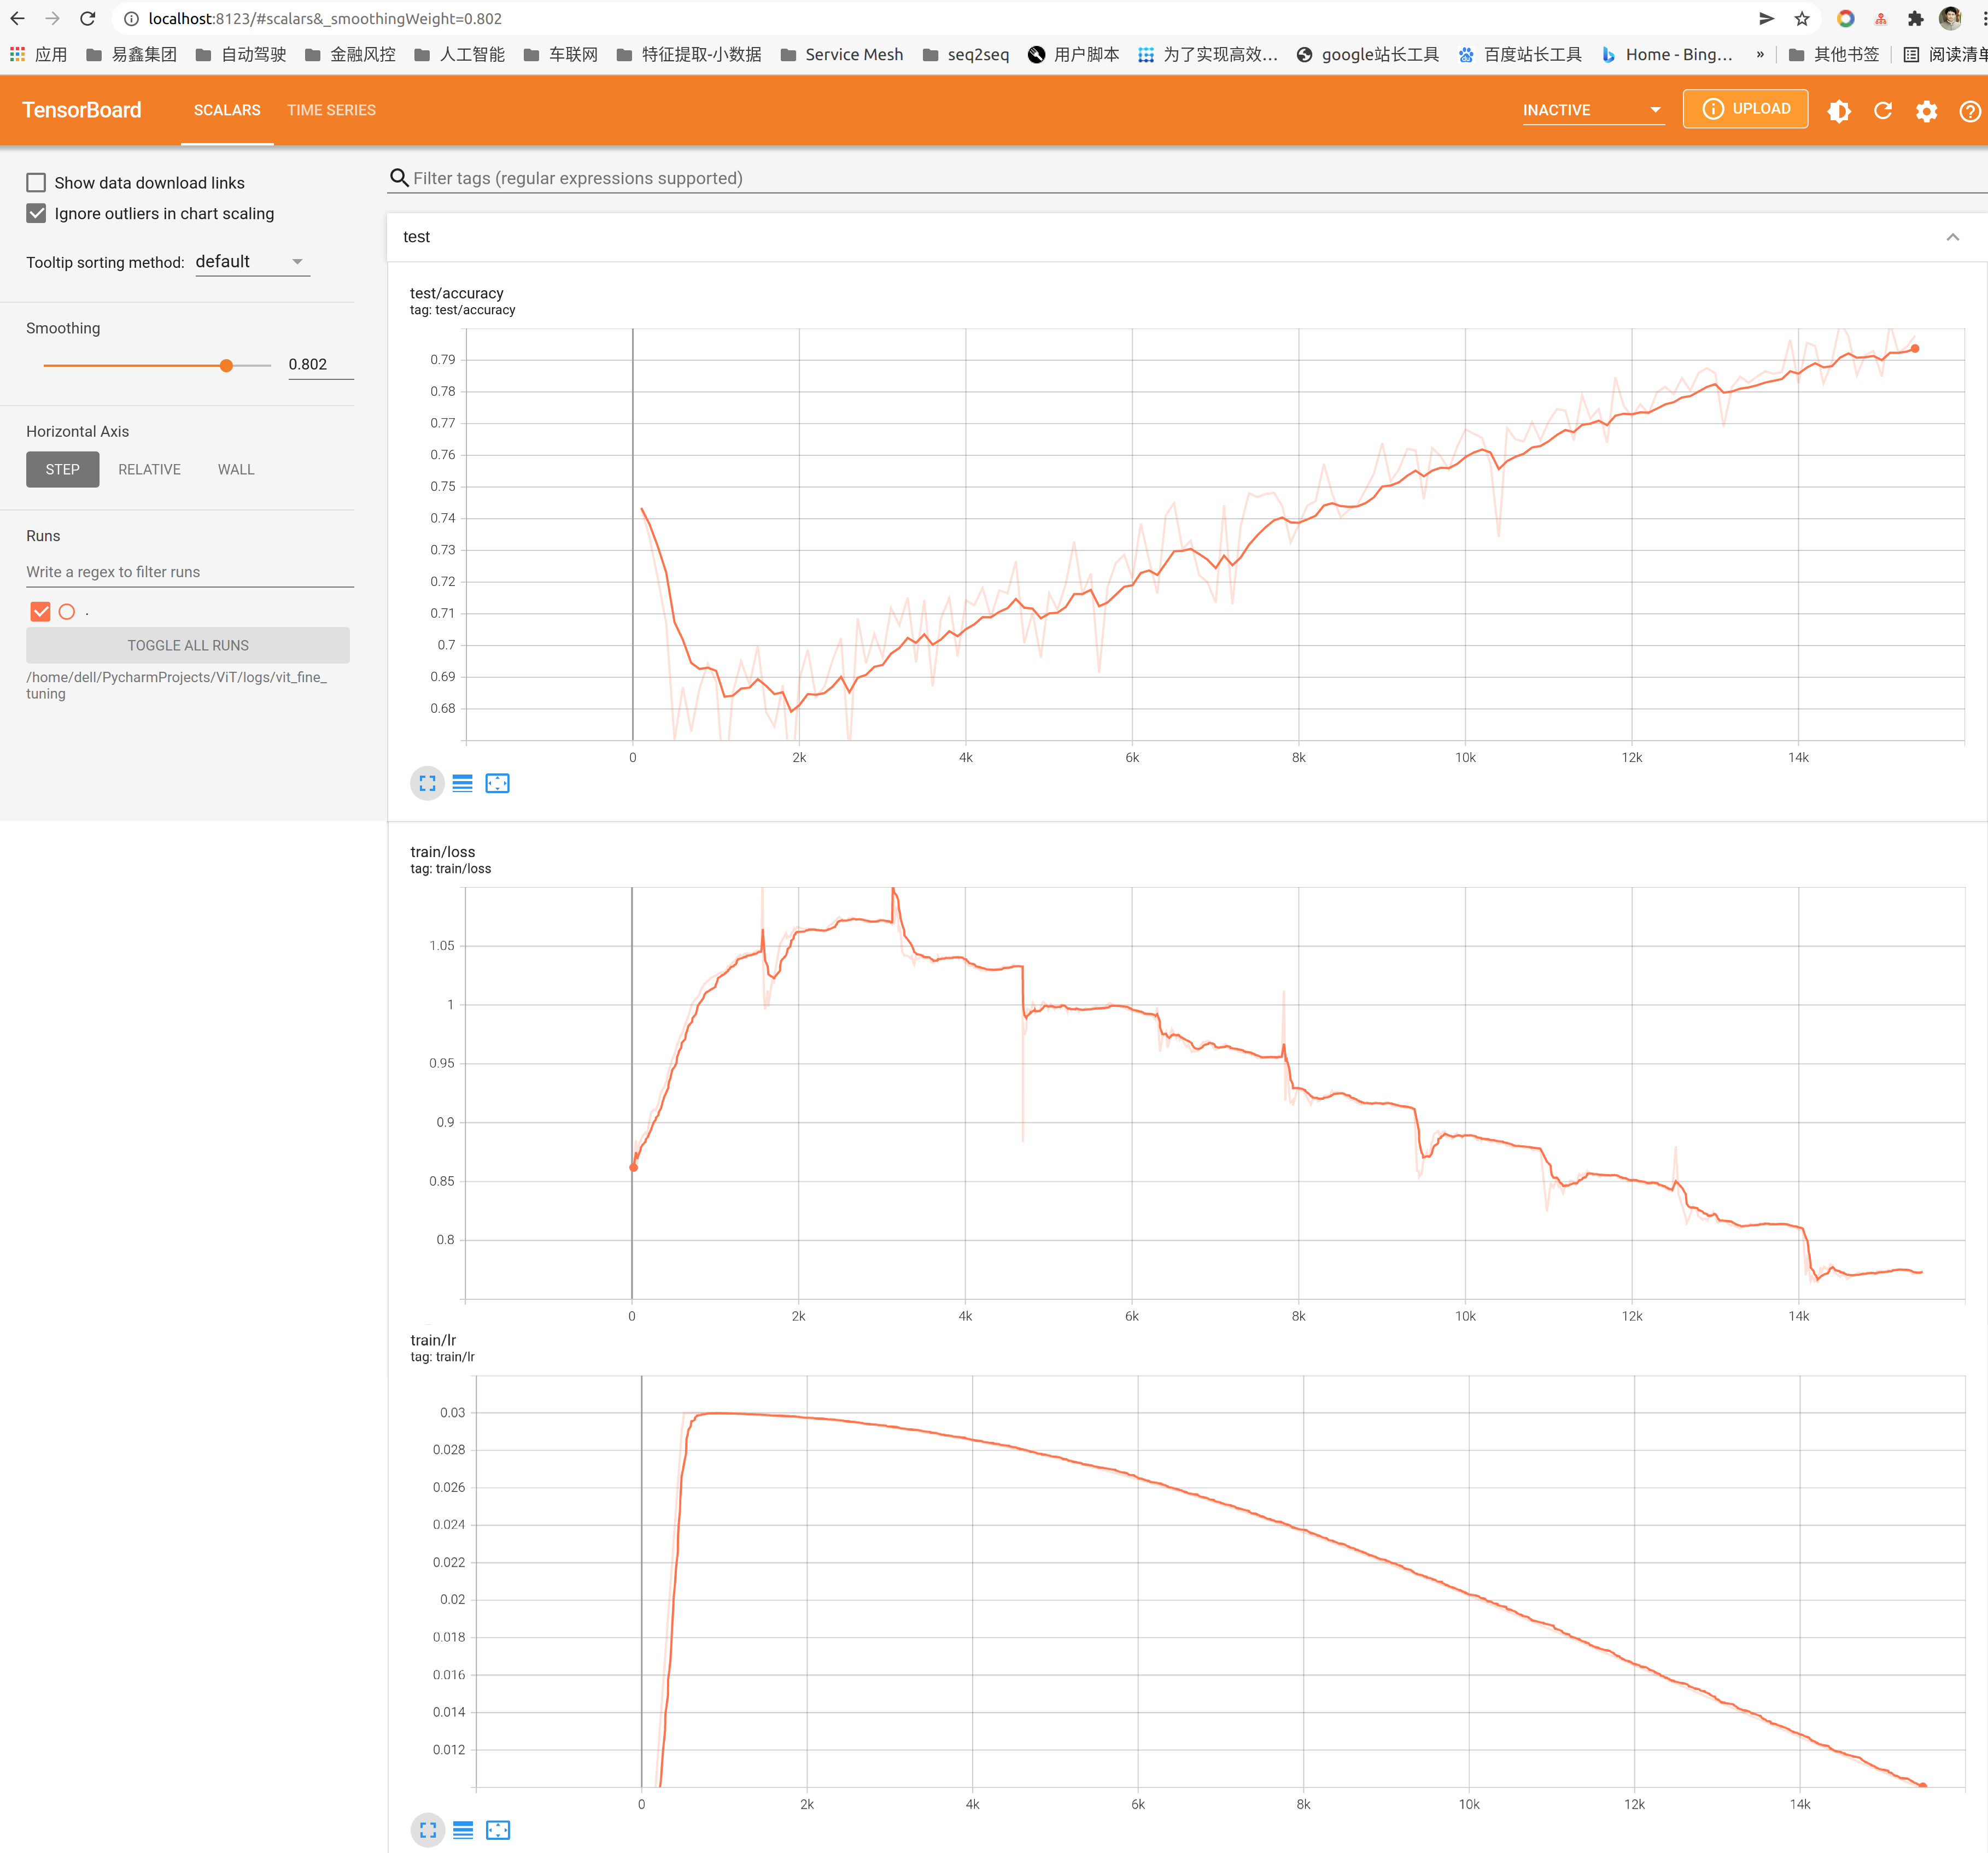 localhost:8123/#scalars&_smoothingWeight=0.802
应用 易鑫集团 自动驾驶 金融风控 人工智能 车联网 特征提取-小数据 Service Mesh seq2seq 用户脚本 为了实现高效... google站长工具 百度站长工具 Home - Bing... » 其他书签 阅读清单
TensorBoard SCALARS TIME SERIES INACTIVE UPLOAD
Show data download links
Ignore outliers in chart scaling
Tooltip sorting method: default
Smoothing
0.802
Horizontal Axis
STEP RELATIVE WALL
Runs
Write a regex to filter runs
.
TOGGLE ALL RUNS
/home/dell/PycharmProjects/ViT/logs/vit_fine_
tuning
Filter tags (regular expressions supported)
test
test/accuracy
tag: test/accuracy
0.79
0.78
0.77
0.76
0.75
0.74
0.73
0.72
0.71
0.7
0.69
0.68
0 2k 4k 6k 8k 10k 12k 14k
train/loss
tag: train/loss
1.05
1
0.95
0.9
0.85
0.8
0 2k 4k 6k 8k 10k 12k 14k
train/lr
tag: train/lr
0.03
0.028
0.026
0.024
0.022
0.02
0.018
0.016
0.014
0.012
0 2k 4k 6k 8k 10k 12k 14k